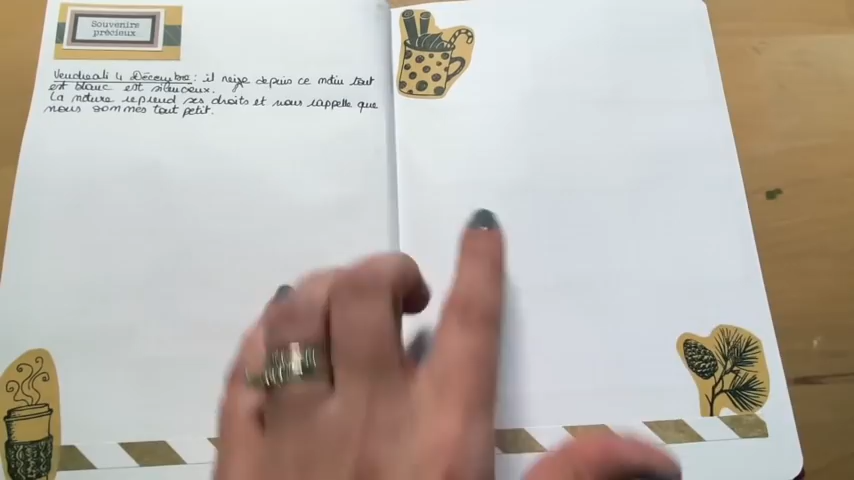 Souvenirs
précieux
Vendredi 4 Décembre : il neige depuis ce matin tout
est blanc est silencieux.
La nature reprend ses droits et nous rappelle que
nous sommes tout petit.